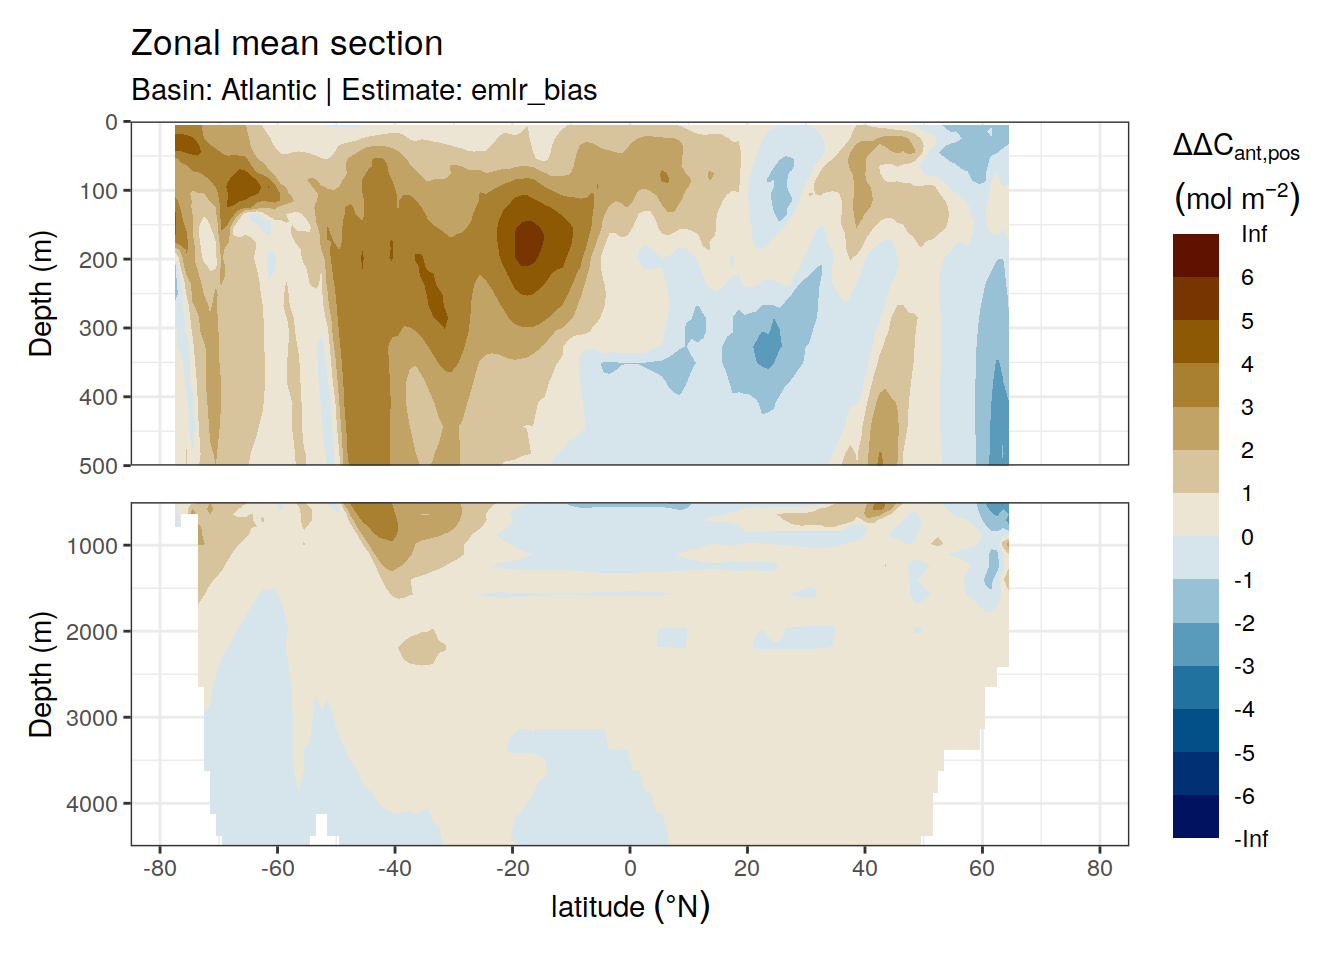 Zonal mean section
Basin: Atlantic | Estimate: emlr_bias
0
100
200
300
400
500
Depth (m)
1000
2000
3000
4000
Depth (m)
-80 -60 -40 -20 0 20 40 60 80
latitude (°N)
ΔΔC_ant,pos
(mol m⁻²)
Inf
6
5
4
3
2
1
0
-1
-2
-3
-4
-5
-6
-Inf